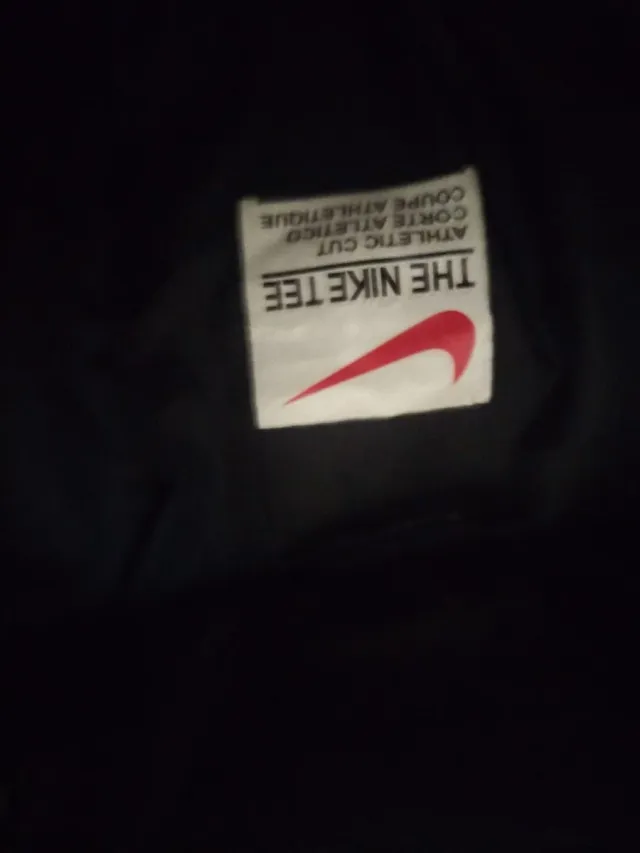 THE NIKE TEE
ATHLETIC CUT
CORTE ATLETICO
COUPE ATHLETIQUE